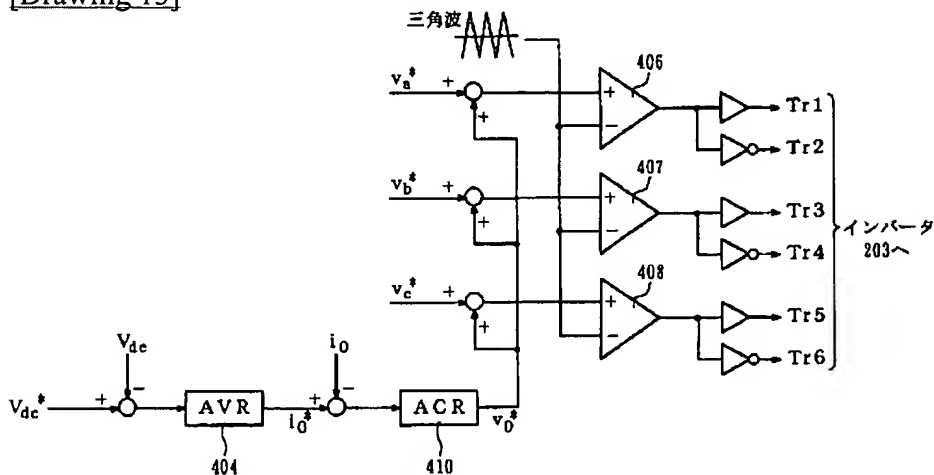 [Drawing 15]
三角波
va*
+
+
406
+
−
Tr1
Tr2
vb*
+
+
407
+
−
Tr3
Tr4
インバータ
203へ
vc*
+
+
408
+
−
Tr5
Tr6
Vdc
i0
Vdc*
+
−
AVR
i0*
+
−
ACR
v0*
404
410